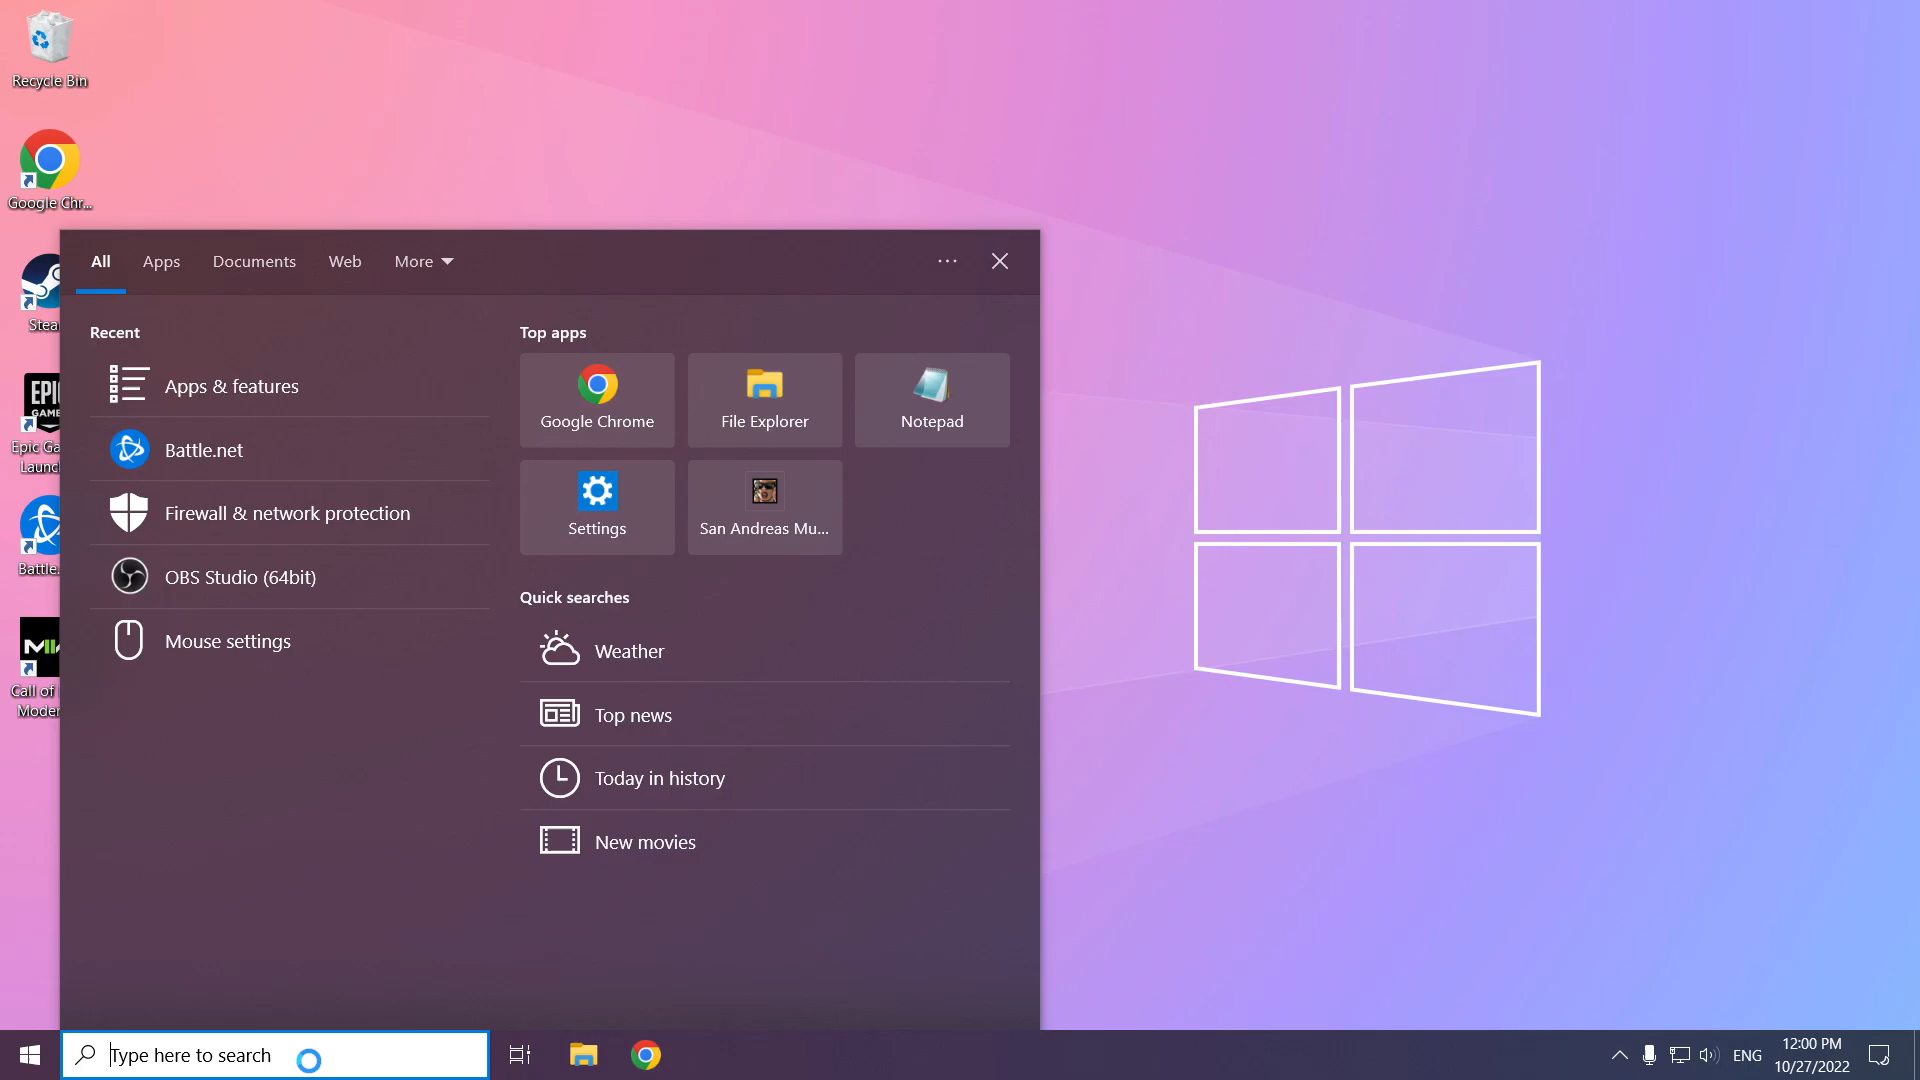 Recycle Bin
Google Chr...
Stea
EPIC
GAME
Epic Ga
Launc
Battle.
Call of
Moder
All
Apps
Documents
Web
More
Recent
Apps & features
Battle.net
Firewall & network protection
OBS Studio (64bit)
Mouse settings
Top apps
Google Chrome
File Explorer
Notepad
Settings
San Andreas Mu...
Quick searches
Weather
Top news
Today in history
New movies
Type here to search
ENG
12:00 PM
10/27/2022